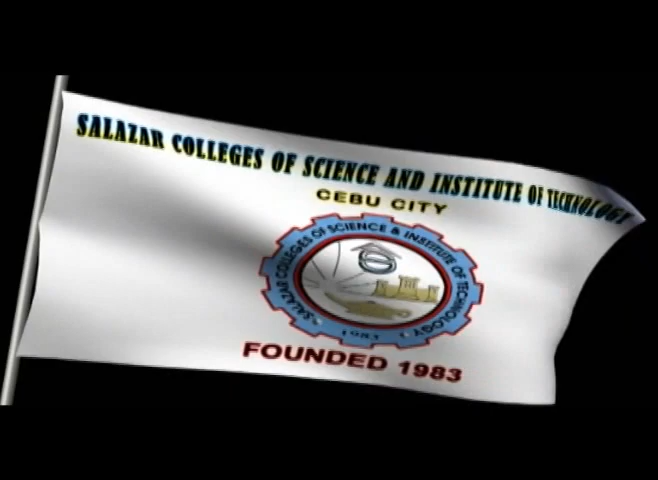 SALAZAR COLLEGES OF SCIENCE AND INSTITUTE OF TECHNOLOGY
CEBU CITY
SALAZAR COLLEGES OF SCIENCE & INSTITUTE OF TECHNOLOGY
1983
FOUNDED 1983